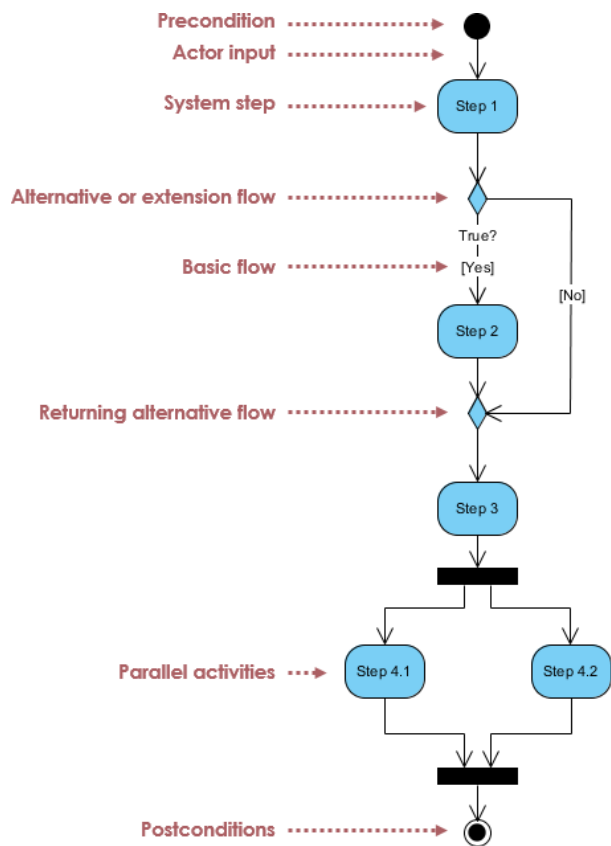 Precondition
Actor input
System step
Step 1
Alternative or extension flow
True?
Basic flow
[Yes]
[No]
Step 2
Returning alternative flow
Step 3
Parallel activities
Step 4.1
Step 4.2
Postconditions